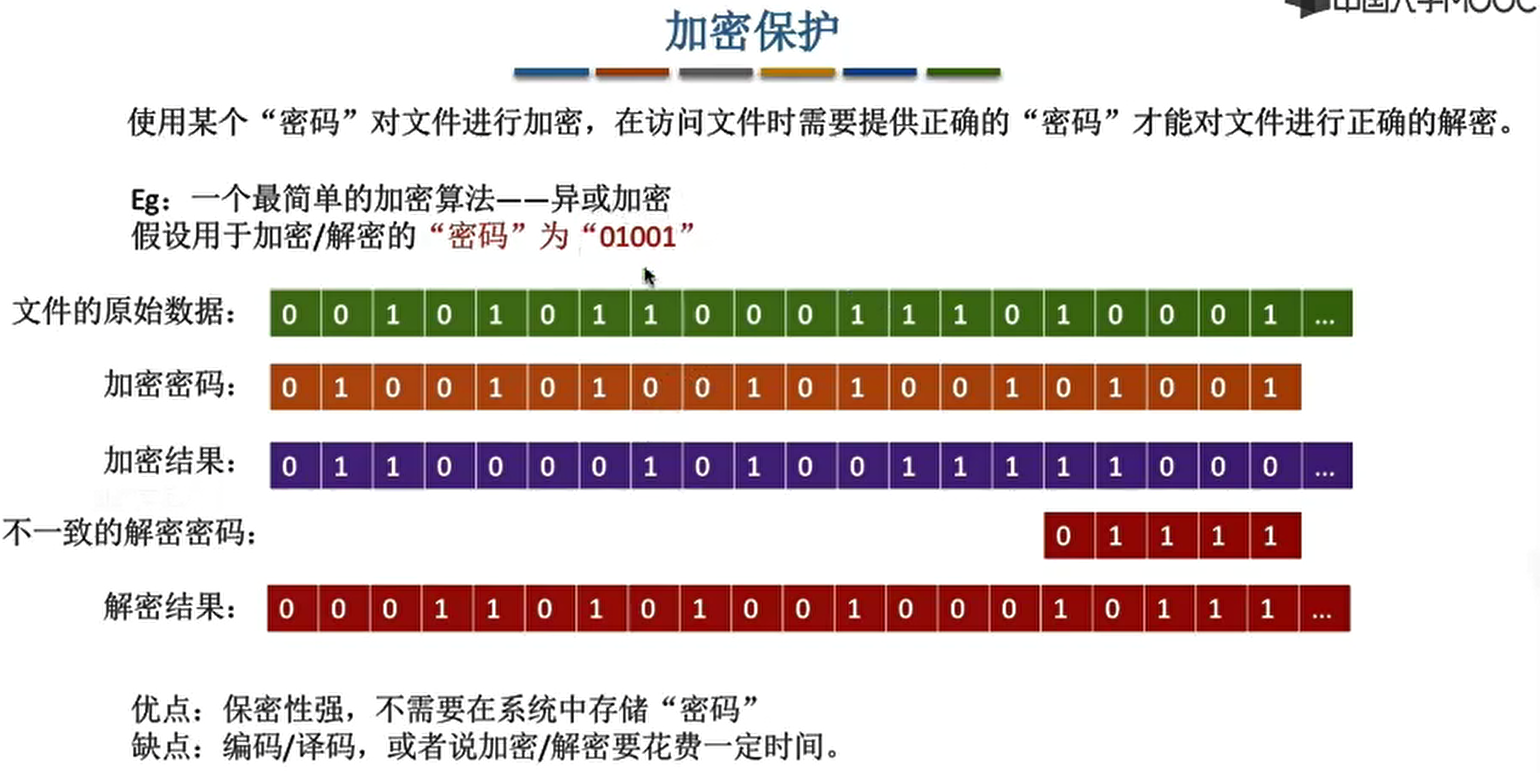 中国大学MOOC
加密保护
使用某个“密码”对文件进行加密，在访问文件时需要提供正确的“密码”才能对文件进行正确的解密。
Eg：一个最简单的加密算法——异或加密
假设用于加密/解密的“密码”为“01001”
文件的原始数据： 0 0 1 0 1 0 1 1 0 0 0 1 1 1 0 1 0 0 0 1 ...
加密密码： 0 1 0 0 1 0 1 0 0 1 0 1 0 0 1 0 1 0 0 1
加密结果： 0 1 1 0 0 0 0 1 0 1 0 0 1 1 1 1 1 0 0 0 ...
不一致的解密密码： 0 1 1 1 1
解密结果： 0 0 0 1 1 0 1 0 1 0 0 1 0 0 0 1 0 1 1 1 ...
优点：保密性强，不需要在系统中存储“密码”
缺点：编码/译码，或者说加密/解密要花费一定时间。